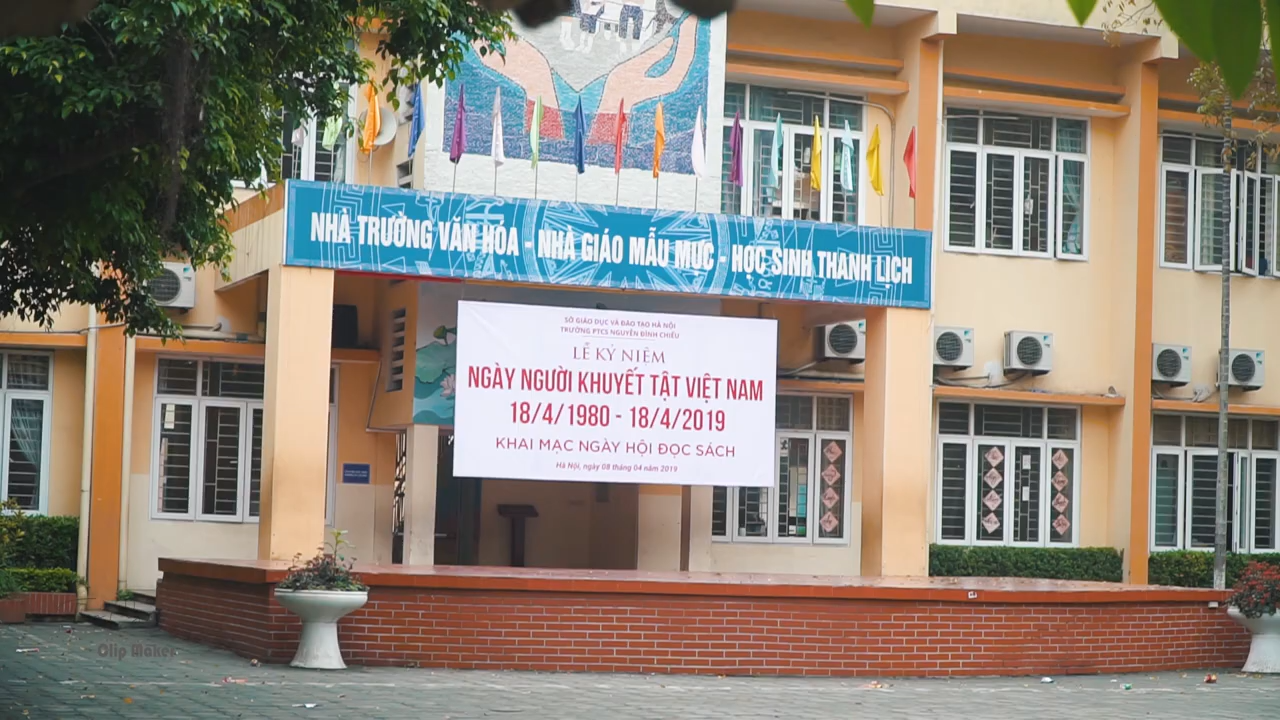 NHÀ TRƯỜNG VĂN HÓA - NHÀ GIÁO MẪU MỰC - HỌC SINH THANH LỊCH
SỞ GIÁO DỤC VÀ ĐÀO TẠO HÀ NỘI
TRƯỜNG PTCS NGUYỄN ĐÌNH CHIỂU
LỄ KỶ NIỆM
NGÀY NGƯỜI KHUYẾT TẬT VIỆT NAM
18/4/1980 - 18/4/2019
KHAI MẠC NGÀY HỘI ĐỌC SÁCH
Hà Nội, ngày 08 tháng 04 năm 2019
Olip Maker